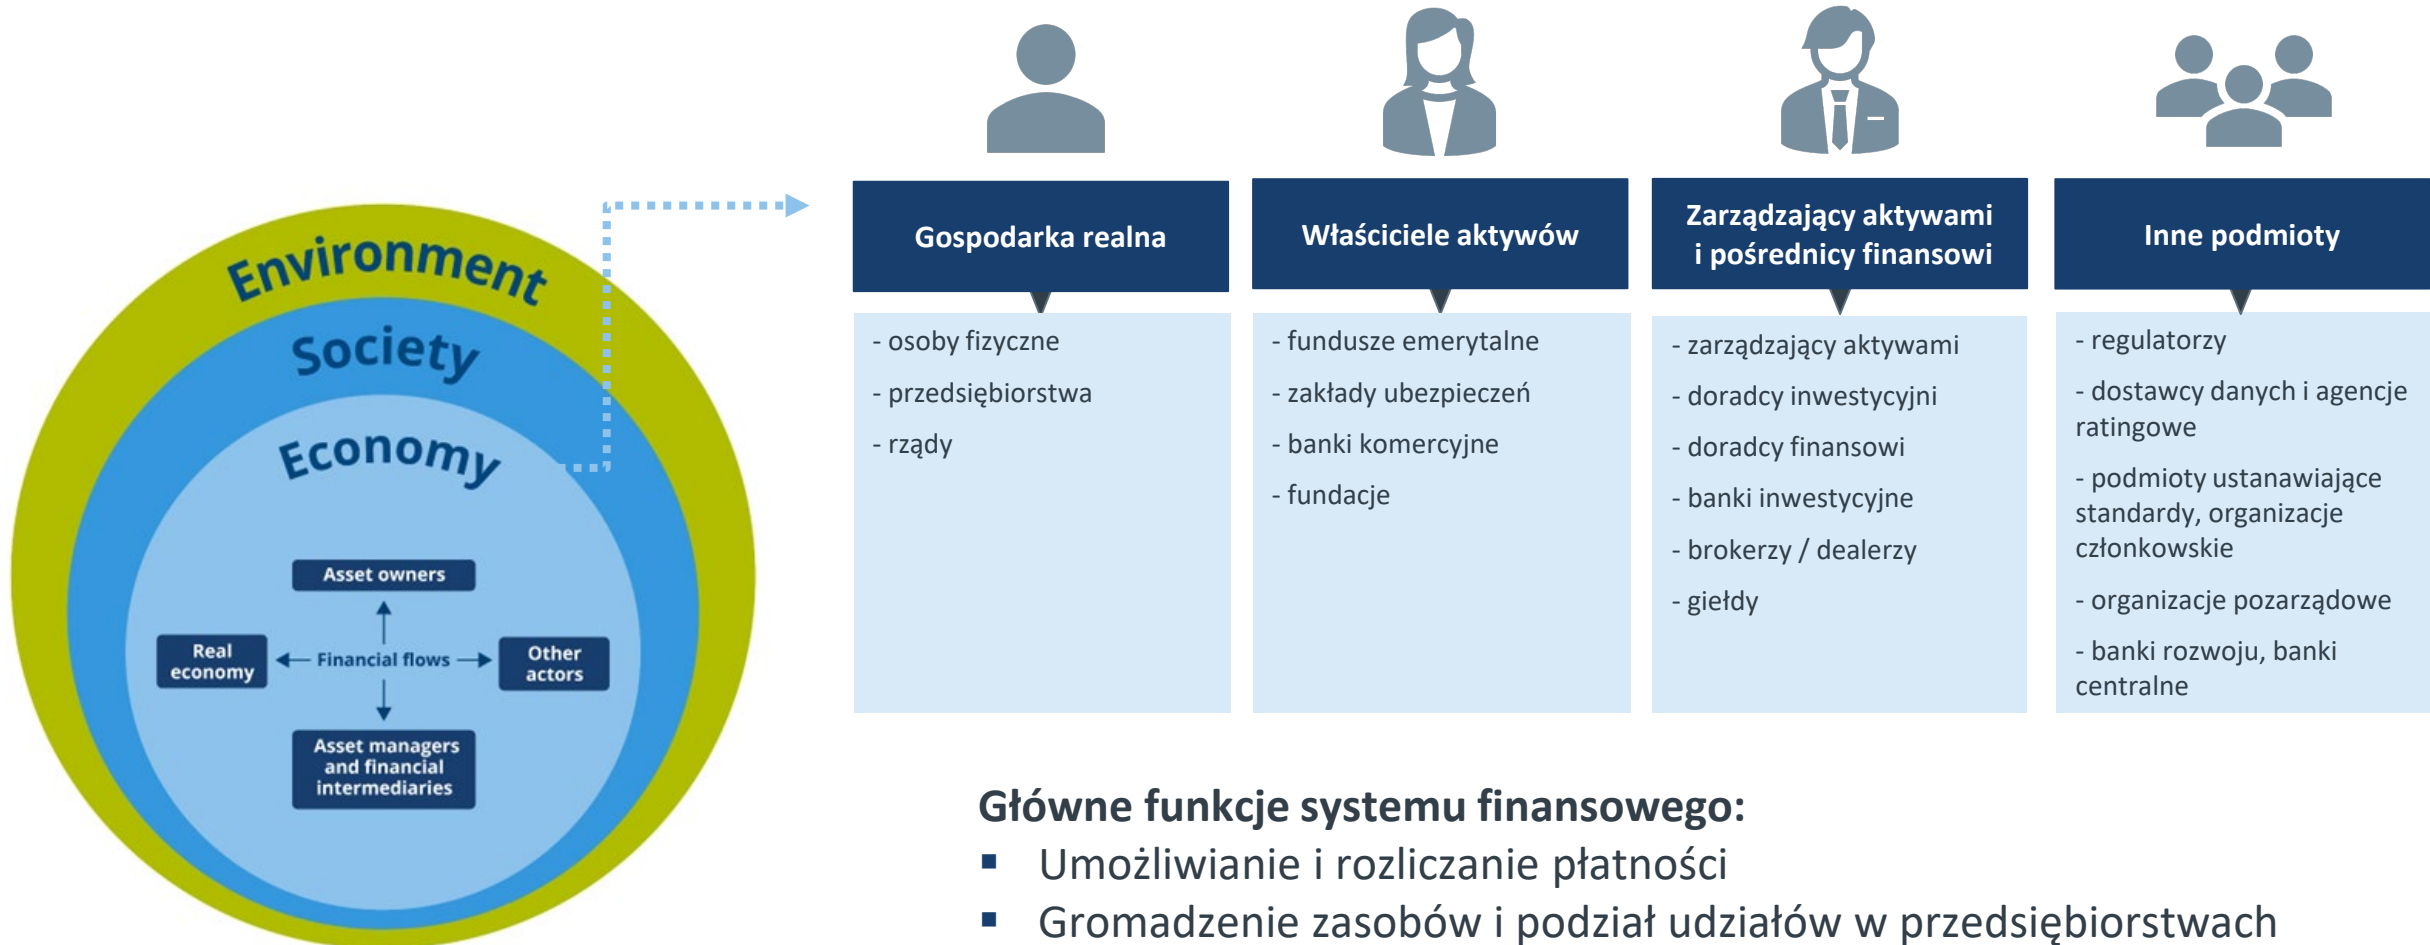 Environment
Society
Economy
Asset owners
Real
economy
Financial flows
Other
actors
Asset managers
and financial
intermediaries
Gospodarka realna
- osoby fizyczne
- przedsiębiorstwa
- rządy
Właściciele aktywów
- fundusze emerytalne
- zakłady ubezpieczeń
- banki komercyjne
- fundacje
Zarządzający aktywami
i pośrednicy finansowi
- zarządzający aktywami
- doradcy inwestycyjni
- doradcy finansowi
- banki inwestycyjne
- brokerzy / dealerzy
- giełdy
Inne podmioty
- regulatorzy
- dostawcy danych i agencje
ratingowe
- podmioty ustanawiające
standardy, organizacje
członkowskie
- organizacje pozarządowe
- banki rozwoju, banki
centralne
Główne funkcje systemu finansowego:
▪ Umożliwianie i rozliczanie płatności
▪ Gromadzenie zasobów i podział udziałów w przedsiębiorstwach